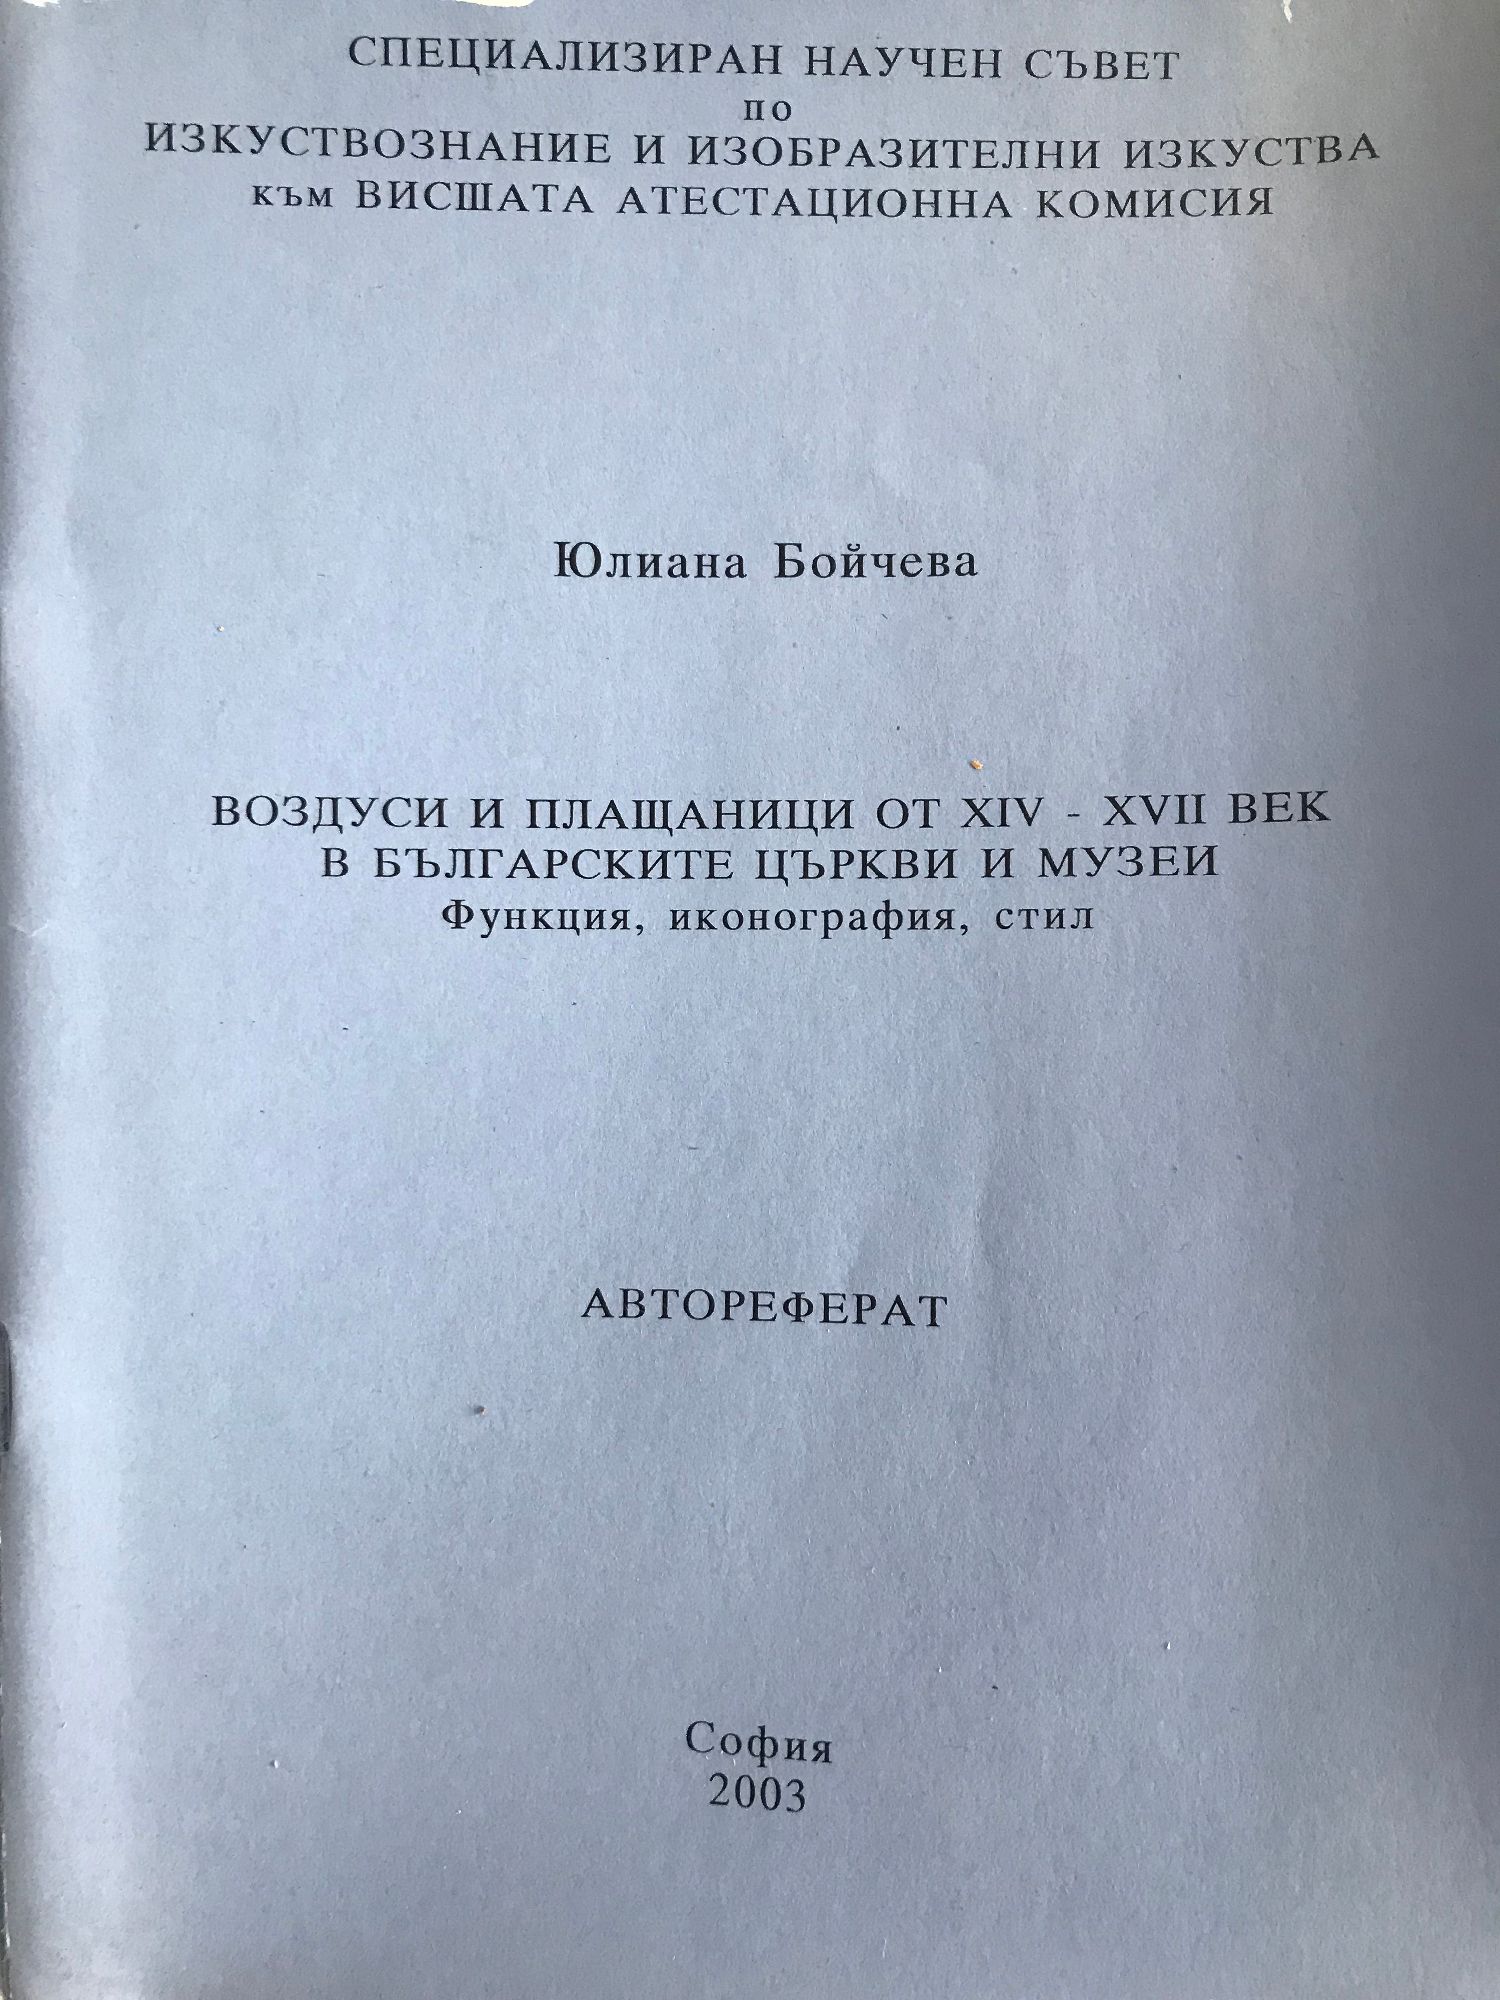 СПЕЦИАЛИЗИРАН НАУЧЕН СЪВЕТ
по
ИЗКУСТВОЗНАНИЕ И ИЗОБРАЗИТЕЛНИ ИЗКУСТВА
към ВИСШАТА АТЕСТАЦИОННА КОМИСИЯ
Юлиана Бойчева
ВОЗДУСИ И ПЛАЩАНИЦИ ОТ XIV - XVII ВЕК
В БЪЛГАРСКИТЕ ЦЪРКВИ И МУЗЕИ
Функция, иконография, стил
АВТОРЕФЕРАТ
София
2003